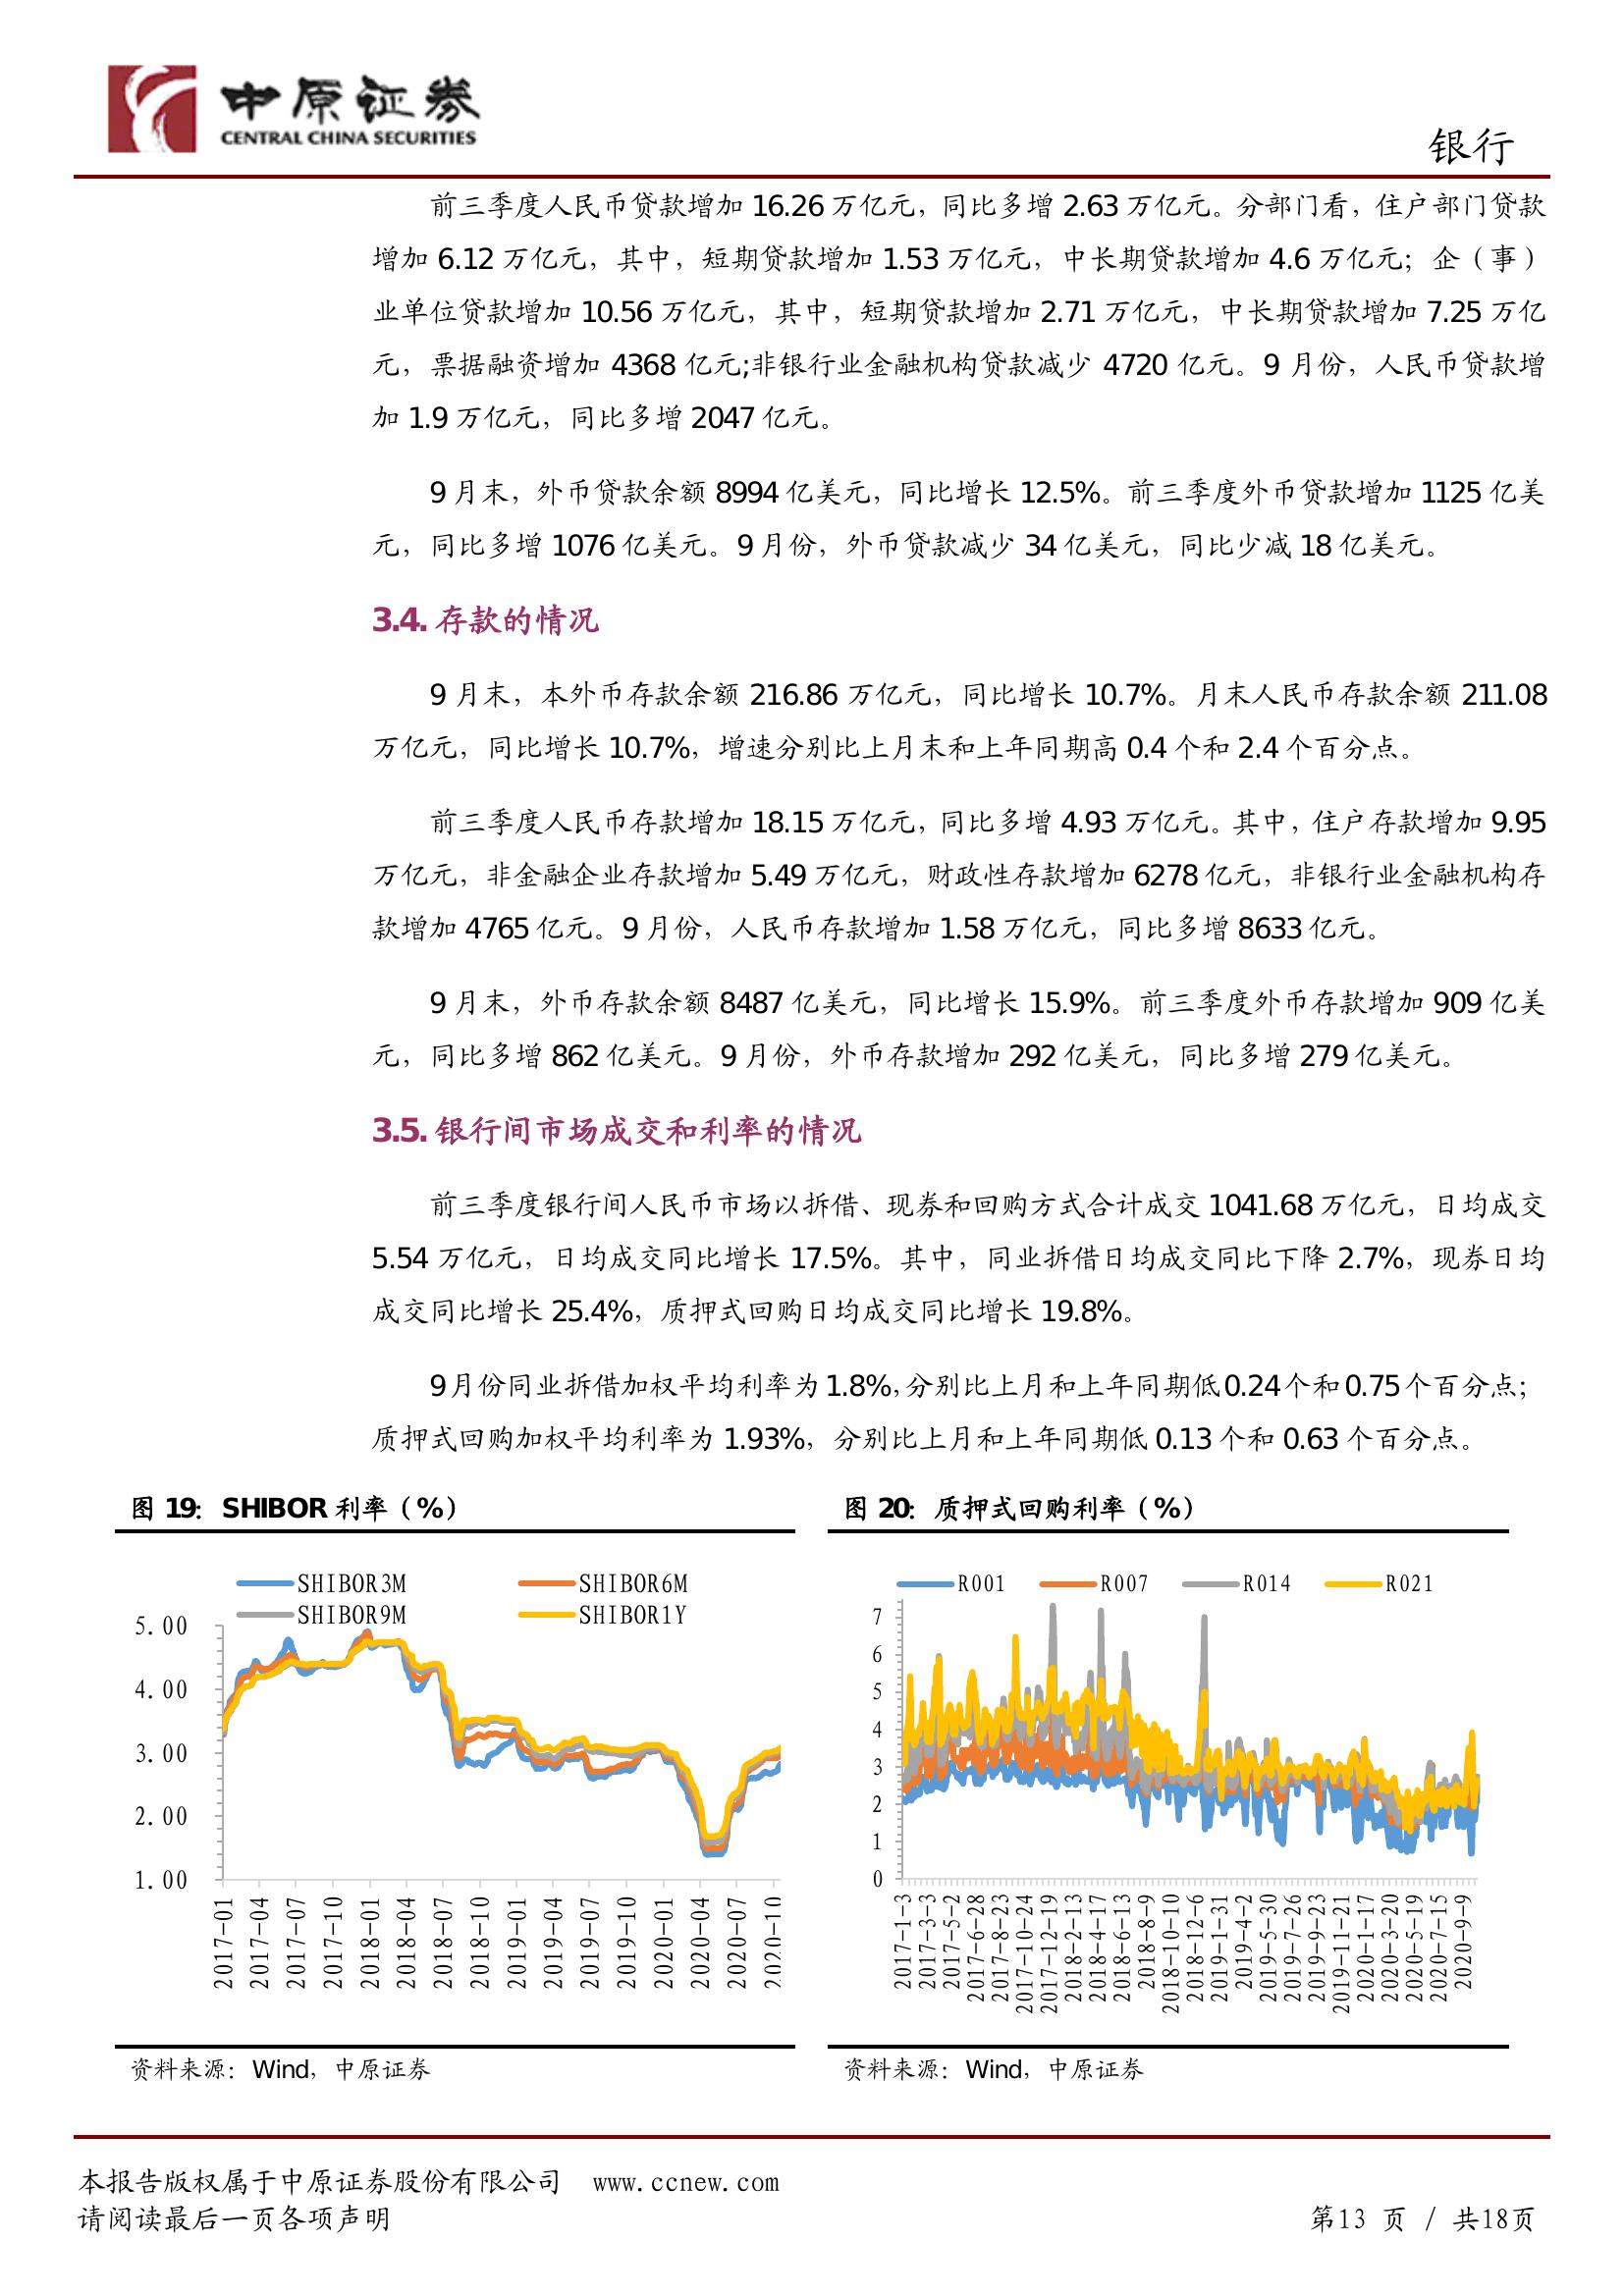 中原证券
CENTRAL CHINA SECURITIES
银行
前三季度人民币贷款增加 16.26 万亿元，同比多增 2.63 万亿元。分部门看，住户部门贷款
增加 6.12 万亿元，其中，短期贷款增加 1.53 万亿元，中长期贷款增加 4.6 万亿元；企（事）
业单位贷款增加 10.56 万亿元，其中，短期贷款增加 2.71 万亿元，中长期贷款增加 7.25 万亿
元，票据融资增加 4368 亿元;非银行业金融机构贷款减少 4720 亿元。9 月份，人民币贷款增
加 1.9 万亿元，同比多增 2047 亿元。
9 月末，外币贷款余额 8994 亿美元，同比增长 12.5%。前三季度外币贷款增加 1125 亿美
元，同比多增 1076 亿美元。9 月份，外币贷款减少 34 亿美元，同比少减 18 亿美元。
3.4. 存款的情况
9 月末，本外币存款余额 216.86 万亿元，同比增长 10.7%。月末人民币存款余额 211.08
万亿元，同比增长 10.7%，增速分别比上月末和上年同期高 0.4 个和 2.4 个百分点。
前三季度人民币存款增加 18.15 万亿元，同比多增 4.93 万亿元。其中，住户存款增加 9.95
万亿元，非金融企业存款增加 5.49 万亿元，财政性存款增加 6278 亿元，非银行业金融机构存
款增加 4765 亿元。9 月份，人民币存款增加 1.58 万亿元，同比多增 8633 亿元。
9 月末，外币存款余额 8487 亿美元，同比增长 15.9%。前三季度外币存款增加 909 亿美
元，同比多增 862 亿美元。9 月份，外币存款增加 292 亿美元，同比多增 279 亿美元。
3.5. 银行间市场成交和利率的情况
前三季度银行间人民币市场以拆借、现券和回购方式合计成交 1041.68 万亿元，日均成交
5.54 万亿元，日均成交同比增长 17.5%。其中，同业拆借日均成交同比下降 2.7%，现券日均
成交同比增长 25.4%，质押式回购日均成交同比增长 19.8%。
9月份同业拆借加权平均利率为1.8%,分别比上月和上年同期低0.24个和0.75个百分点；
质押式回购加权平均利率为 1.93%，分别比上月和上年同期低 0.13 个和 0.63 个百分点。
图 19：SHIBOR 利率（%）
SHIBOR3M
SHIBOR6M
SHIBOR9M
SHIBOR1Y
5.00
4.00
3.00
2.00
1.00
2017-01
2017-04
2017-07
2017-10
2018-01
2018-04
2018-07
2018-10
2019-01
2019-04
2019-07
2019-10
2020-01
2020-04
2020-07
2020-10
资料来源：Wind，中原证券
图 20：质押式回购利率（%）
R001
R007
R014
R021
7
6
5
4
3
2
1
0
2017-1-3
2017-3-3
2017-5-2
2017-6-28
2017-8-23
2017-10-24
2017-12-19
2018-2-13
2018-4-17
2018-6-13
2018-8-9
2018-10-10
2018-12-6
2019-1-31
2019-4-2
2019-5-30
2019-7-26
2019-9-23
2019-11-21
2020-1-17
2020-3-20
2020-5-19
2020-7-15
2020-9-9
资料来源：Wind，中原证券
本报告版权属于中原证券股份有限公司 www.ccnew.com
请阅读最后一页各项声明
第13 页 / 共18页